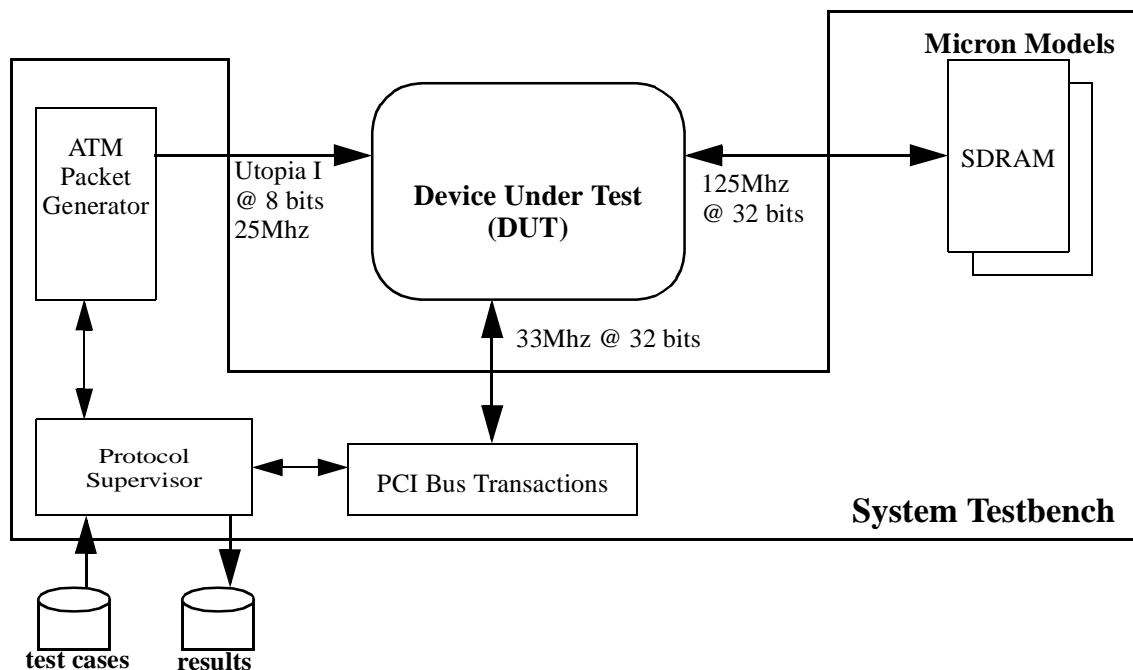 Micron Models
ATM
Packet
Generator
Utopia I
@ 8 bits
25Mhz
Device Under Test
(DUT)
125Mhz
@ 32 bits
SDRAM
33Mhz @ 32 bits
Protocol
Supervisor
PCI Bus Transactions
System Testbench
test cases
results